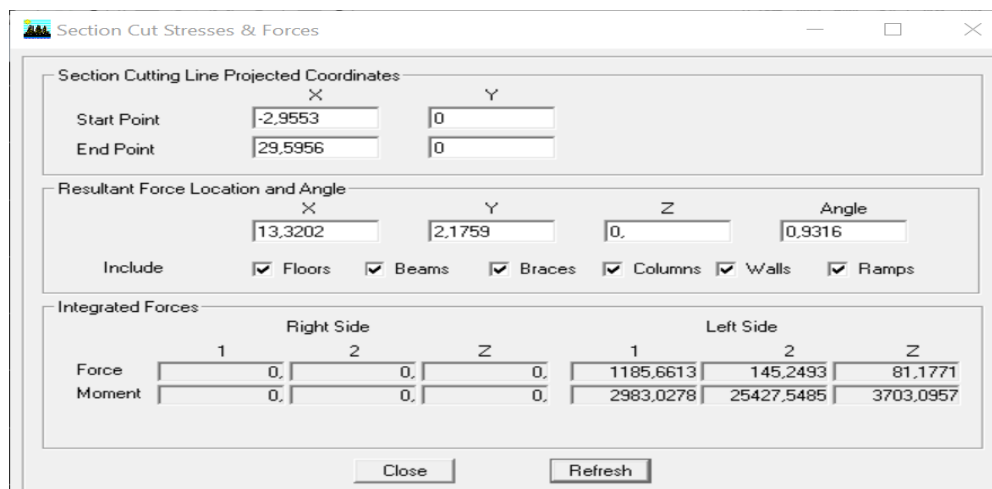 Section Cut Stresses & Forces
Section Cutting Line Projected Coordinates
X Y
Start Point -2,9553 0
End Point 29,5956 0
Resultant Force Location and Angle
X Y Z Angle
13,3202 2,1759 0, 0,9316
Include Floors Beams Braces Columns Walls Ramps
Integrated Forces
Right Side Left Side
1 2 Z 1 2 Z
Force 0, 0, 0, 1185,6613 145,2493 81,1771
Moment 0, 0, 0, 2983,0278 25427,5485 3703,0957
Close Refresh